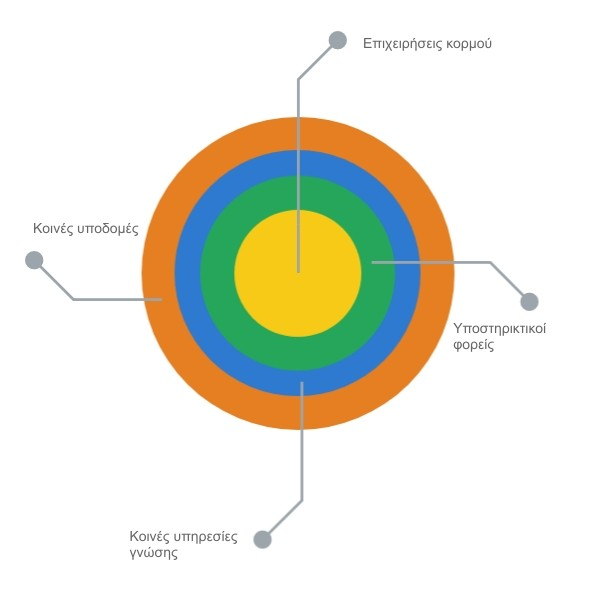 Επιχειρήσεις κορμού
Κοινές υποδομές
Υποστηρικτικοί
φορείς
Κοινές υπηρεσίες
γνώσης